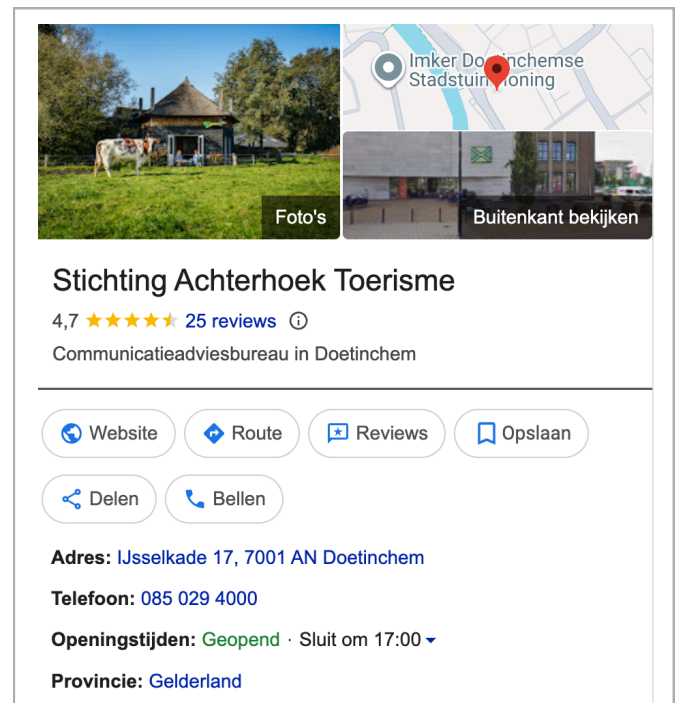 Imker Doetinchemse
Foto's
Buitenkant bekijken
Stichting Achterhoek Toerisme
4,7 25 reviews
Communicatieadviesbureau in Doetinchem
Website Route Reviews Opslaan
Delen Bellen
Adres: IJsselkade 17, 7001 AN Doetinchem
Telefoon: 085 029 4000
Openingstijden: Geopend · Sluit om 17:00
Provincie: Gelderland